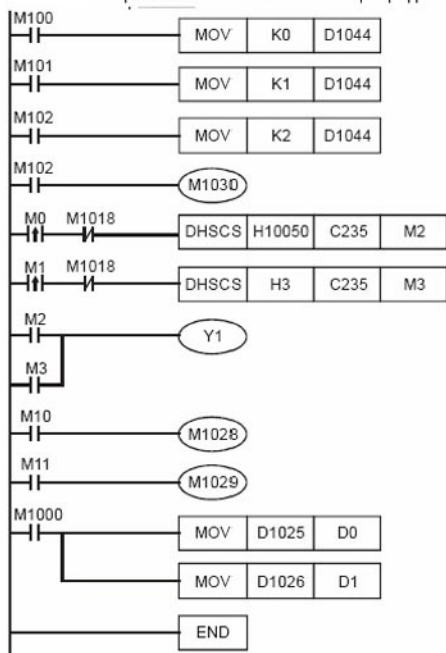 M100
MOV K0 D1044
M101
MOV K1 D1044
M102
MOV K2 D1044
M102
M1030
M0 M1018
DHSCS H10050 C235 M2
M1 M1018
DHSCS H3 C235 M3
M2
Y1
M3
M10
M1028
M11
M1029
M1000
MOV D1025 D0
MOV D1026 D1
END